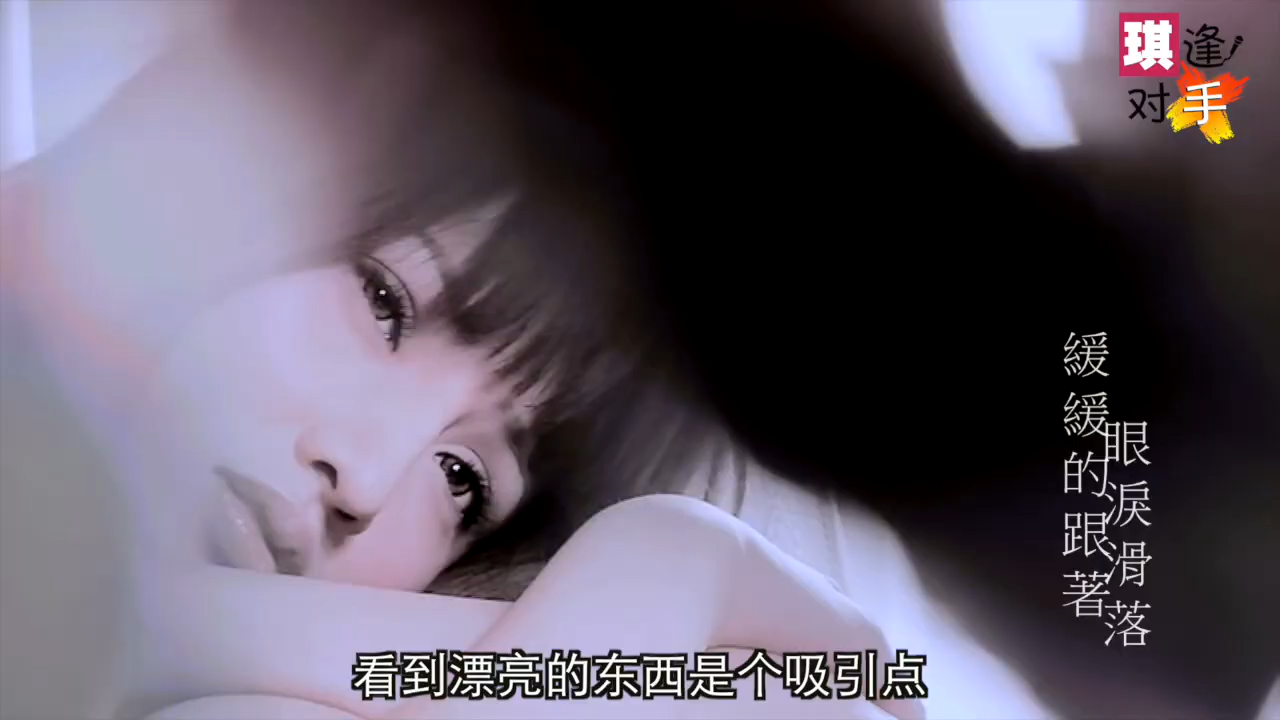 琪逢
对手
緩緩的跟著
眼淚滑落
看到漂亮的东西是个吸引点